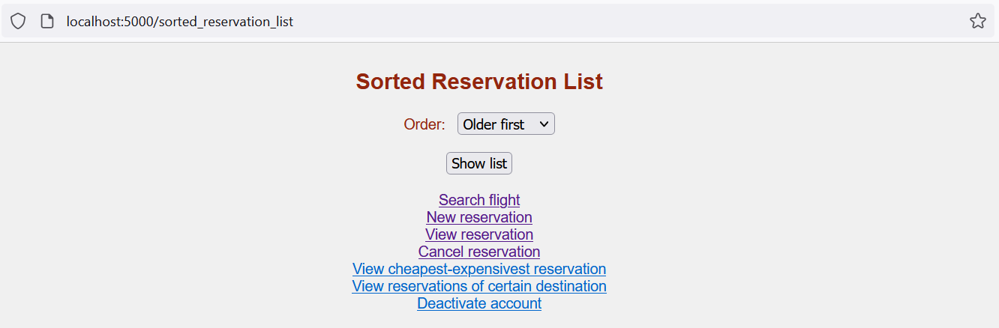 localhost:5000/sorted_reservation_list
Sorted Reservation List
Order: Older first
Show list
Search flight
New reservation
View reservation
Cancel reservation
View cheapest-expensivest reservation
View reservations of certain destination
Deactivate account